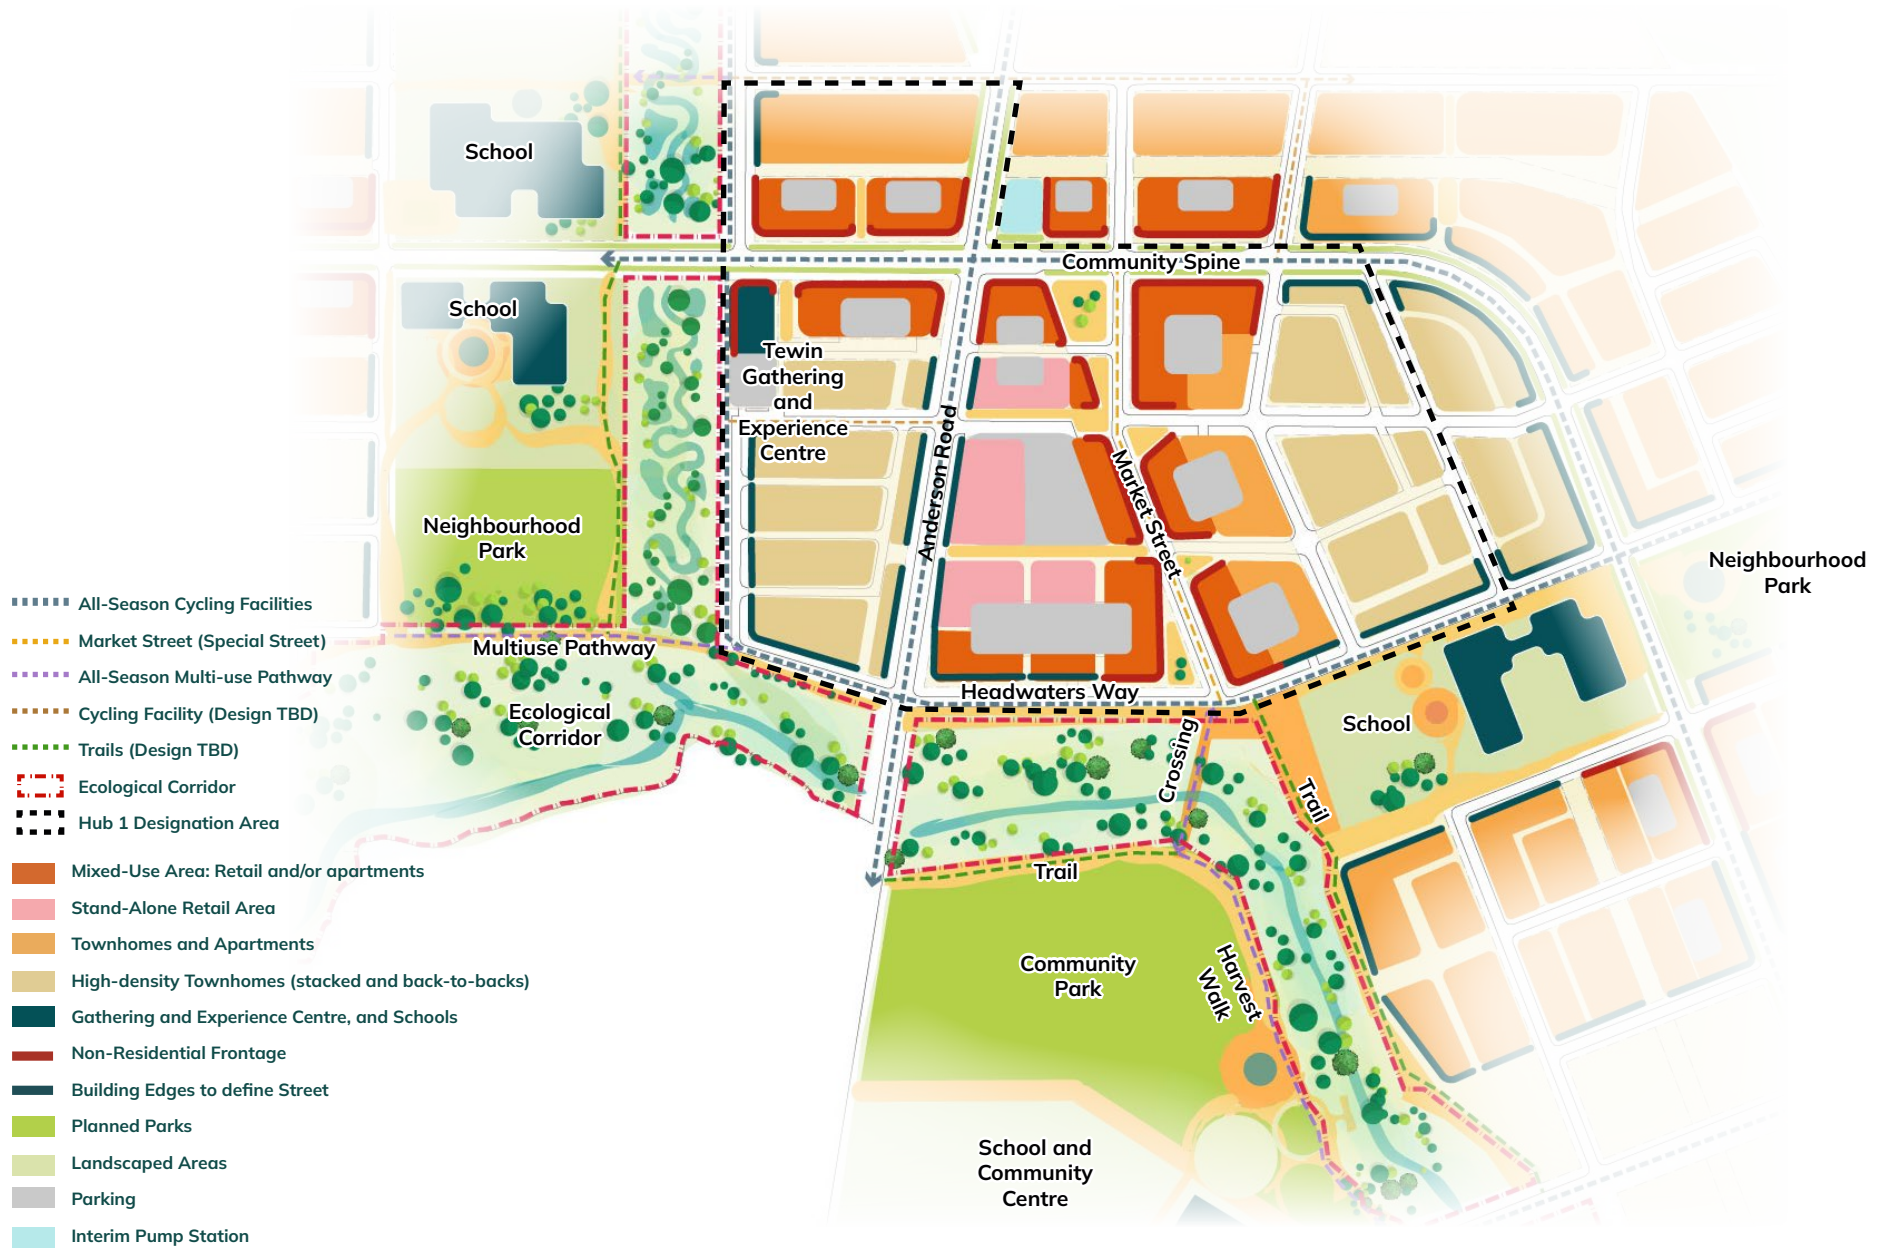 School
Community Spine
School
Tewin
Gathering
and
Experience
Centre
Anderson Road
Market Street
Neighbourhood
Park
Neighbourhood
Park
Multiuse Pathway
Headwaters Way
Ecological
Corridor
School
Crossing
Trail
Trail
Community
Park
Harvest
Walk
School and
Community
Centre
All-Season Cycling Facilities
Market Street (Special Street)
All-Season Multi-use Pathway
Cycling Facility (Design TBD)
Trails (Design TBD)
Ecological Corridor
Hub 1 Designation Area
Mixed-Use Area: Retail and/or apartments
Stand-Alone Retail Area
Townhomes and Apartments
High-density Townhomes (stacked and back-to-backs)
Gathering and Experience Centre, and Schools
Non-Residential Frontage
Building Edges to define Street
Planned Parks
Landscaped Areas
Parking
Interim Pump Station